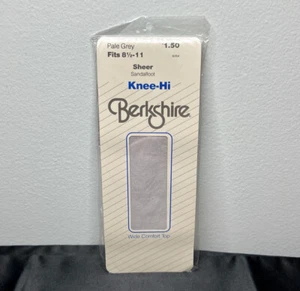 Pale Grey 1.50
Fits 8½-11
Sheer
Sandalfoot
Knee-Hi
Berkshire
Wide Comfort Top